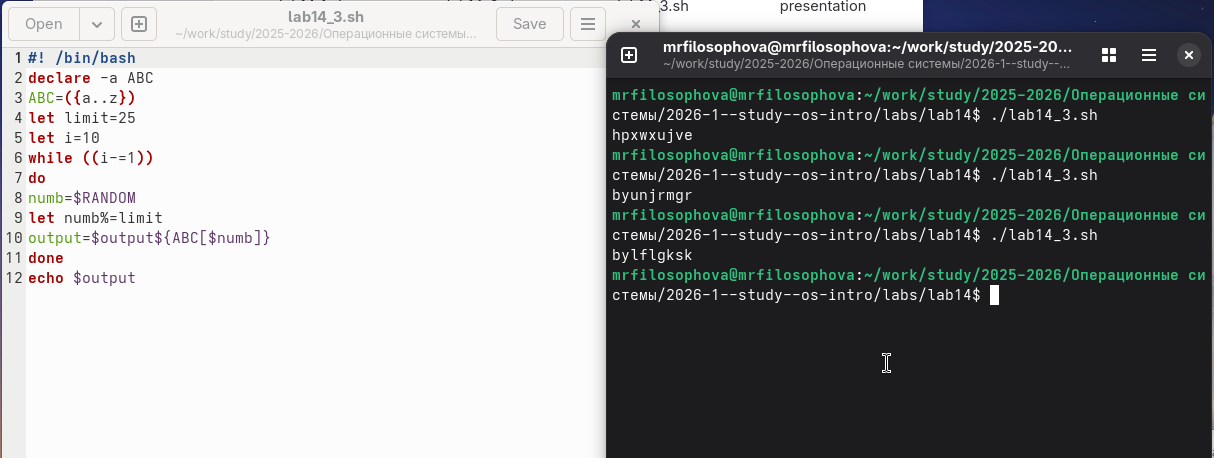 _3.sh
presentation
Open
lab14_3.sh
~/work/study/2025-2026/Операционные системы…
Save
1 #! /bin/bash
2 declare -a ABC
3 ABC=({a..z})
4 let limit=25
5 let i=10
6 while ((i-=1))
7 do
8 numb=$RANDOM
9 let numb%=limit
10 output=$output${ABC[$numb]}
11 done
12 echo $output
mrfilosophova@mrfilosophova:~/work/study/2025-20…
~/work/study/2025-2026/Операционные системы/2026-1--study--…
mrfilosophova@mrfilosophova:~/work/study/2025-2026/Операционные си
стемы/2026-1--study--os-intro/labs/lab14$ ./lab14_3.sh
hpxwxujve
mrfilosophova@mrfilosophova:~/work/study/2025-2026/Операционные си
стемы/2026-1--study--os-intro/labs/lab14$ ./lab14_3.sh
byunjrmgr
mrfilosophova@mrfilosophova:~/work/study/2025-2026/Операционные си
стемы/2026-1--study--os-intro/labs/lab14$ ./lab14_3.sh
bylflgksk
mrfilosophova@mrfilosophova:~/work/study/2025-2026/Операционные си
стемы/2026-1--study--os-intro/labs/lab14$